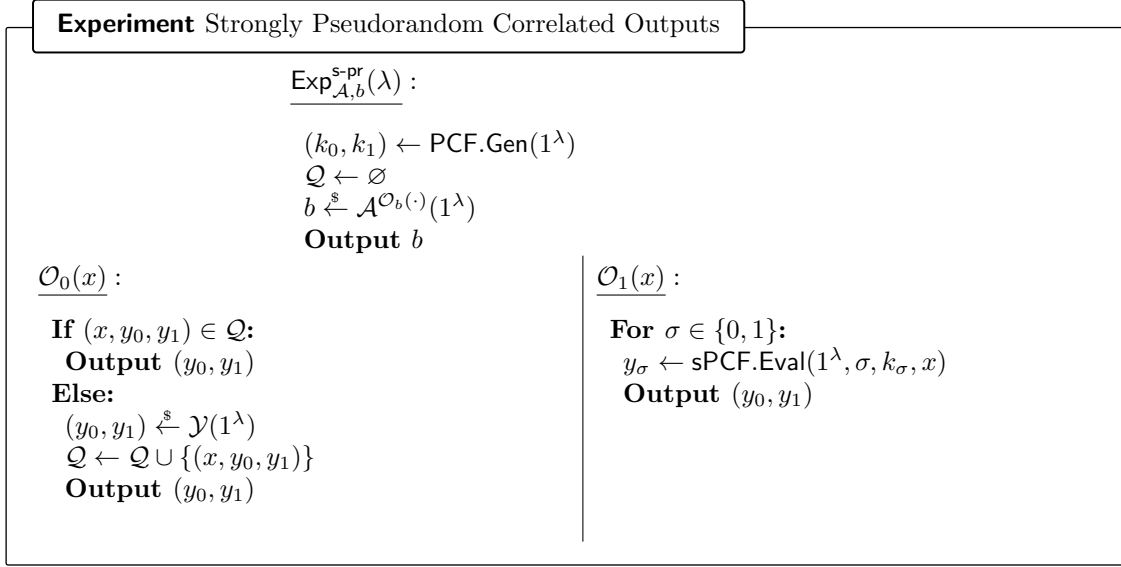 Experiment Strongly Pseudorandom Correlated Outputs
Exp^{s-pr}_{𝒜,b}(λ) :
(k_0, k_1) ← PCF.Gen(1^λ)
𝒬 ← ∅
b ←^{$} 𝒜^{𝒪_b(·)}(1^λ)
Output b
𝒪_0(x) :
If (x, y_0, y_1) ∈ 𝒬:
Output (y_0, y_1)
Else:
(y_0, y_1) ←^{$} 𝒴(1^λ)
𝒬 ← 𝒬 ∪ {(x, y_0, y_1)}
Output (y_0, y_1)
𝒪_1(x) :
For σ ∈ {0, 1}:
y_σ ← sPCF.Eval(1^λ, σ, k_σ, x)
Output (y_0, y_1)